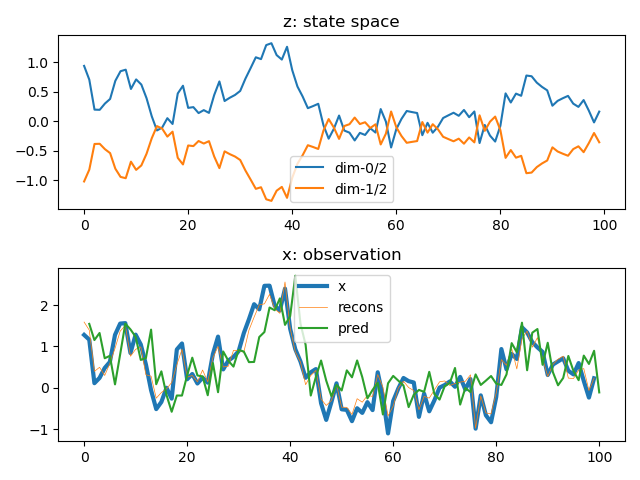 z: state space
1.0
0.5
0.0
−0.5
−1.0
dim-0/2
dim-1/2
0 20 40 60 80 100
x: observation
2
1
0
−1
x
recons
pred
0 20 40 60 80 100